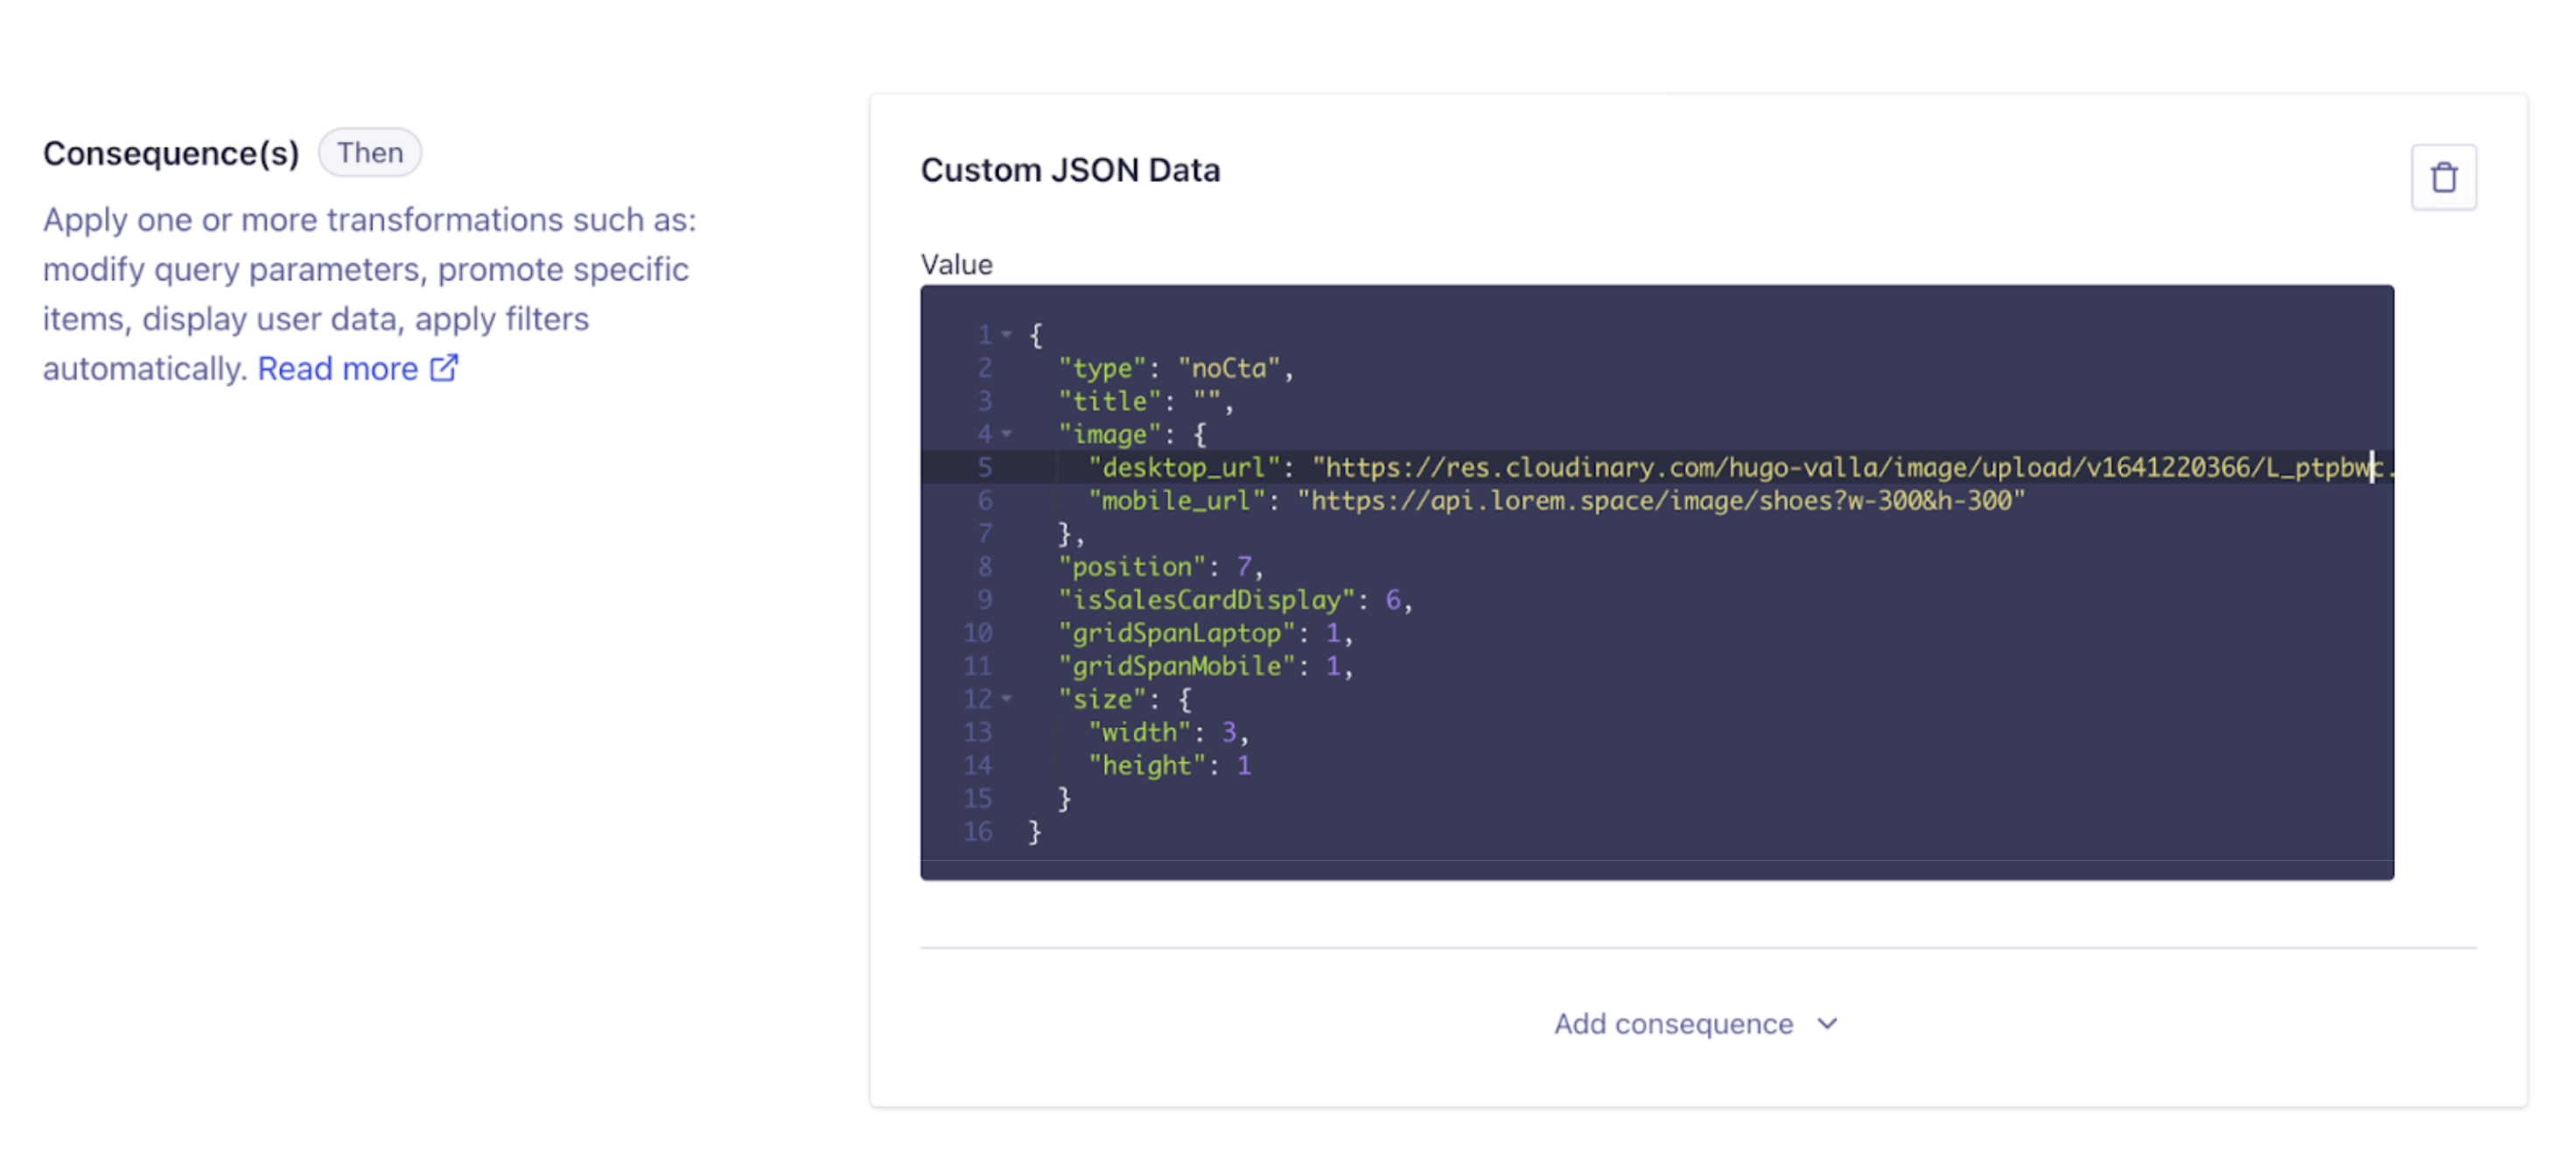 Consequence(s) Then
Apply one or more transformations such as:
modify query parameters, promote specific
items, display user data, apply filters
automatically. Read more
Custom JSON Data
Value
1 {
2 "type": "noCta",
3 "title": "",
4 "image": {
5 "desktop_url": "https://res.cloudinary.com/hugo-valla/image/upload/v1641220366/L_ptpbwc.
6 "mobile_url": "https://api.lorem.space/image/shoes?w-300&h-300"
7 },
8 "position": 7,
9 "isSalesCardDisplay": 6,
10 "gridSpanLaptop": 1,
11 "gridSpanMobile": 1,
12 "size": {
13 "width": 3,
14 "height": 1
15 }
16 }
Add consequence